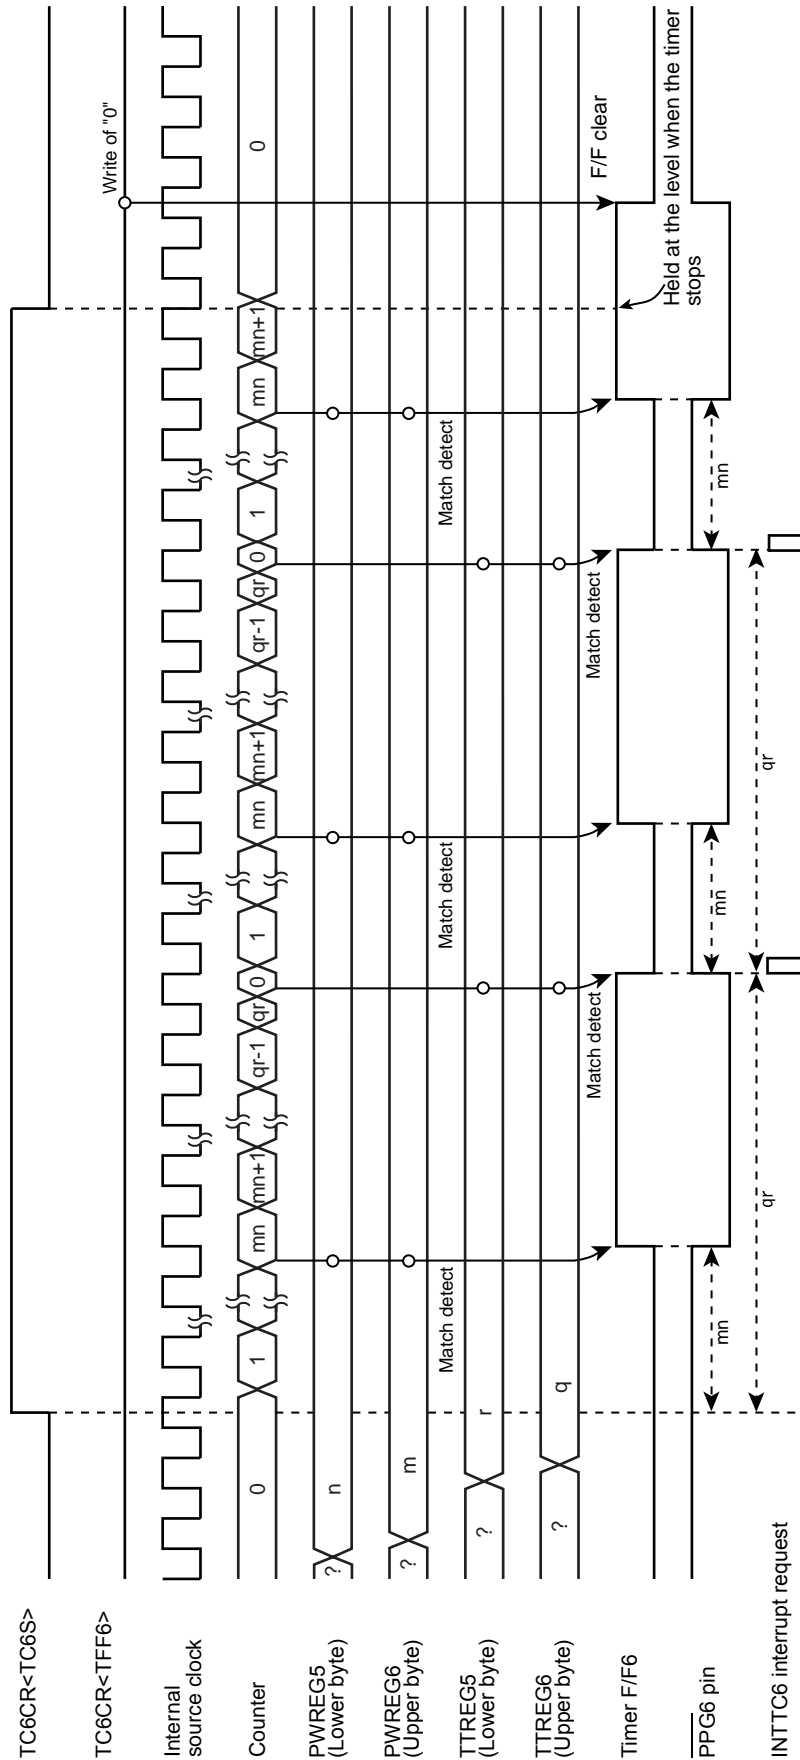 TC6CR<TC6S>
TC6CR<TFF6>
Write of "0"
Internal
source clock
Counter
0 1 mn mn+1 qr-1 qr 0 1 mn mn+1 qr-1 qr 0 1 mn mn+1 0
PWREG5
(Lower byte)
? n
PWREG6
(Upper byte)
? m
Match detect
Match detect
Match detect
TTREG5
(Lower byte)
? r
TTREG6
(Upper byte)
? q
Match detect
Match detect
F/F clear
Timer F/F6
Held at the level when the timer
stops
PPG6 pin
mn
mn
mn
qr
qr
INTTC6 interrupt request